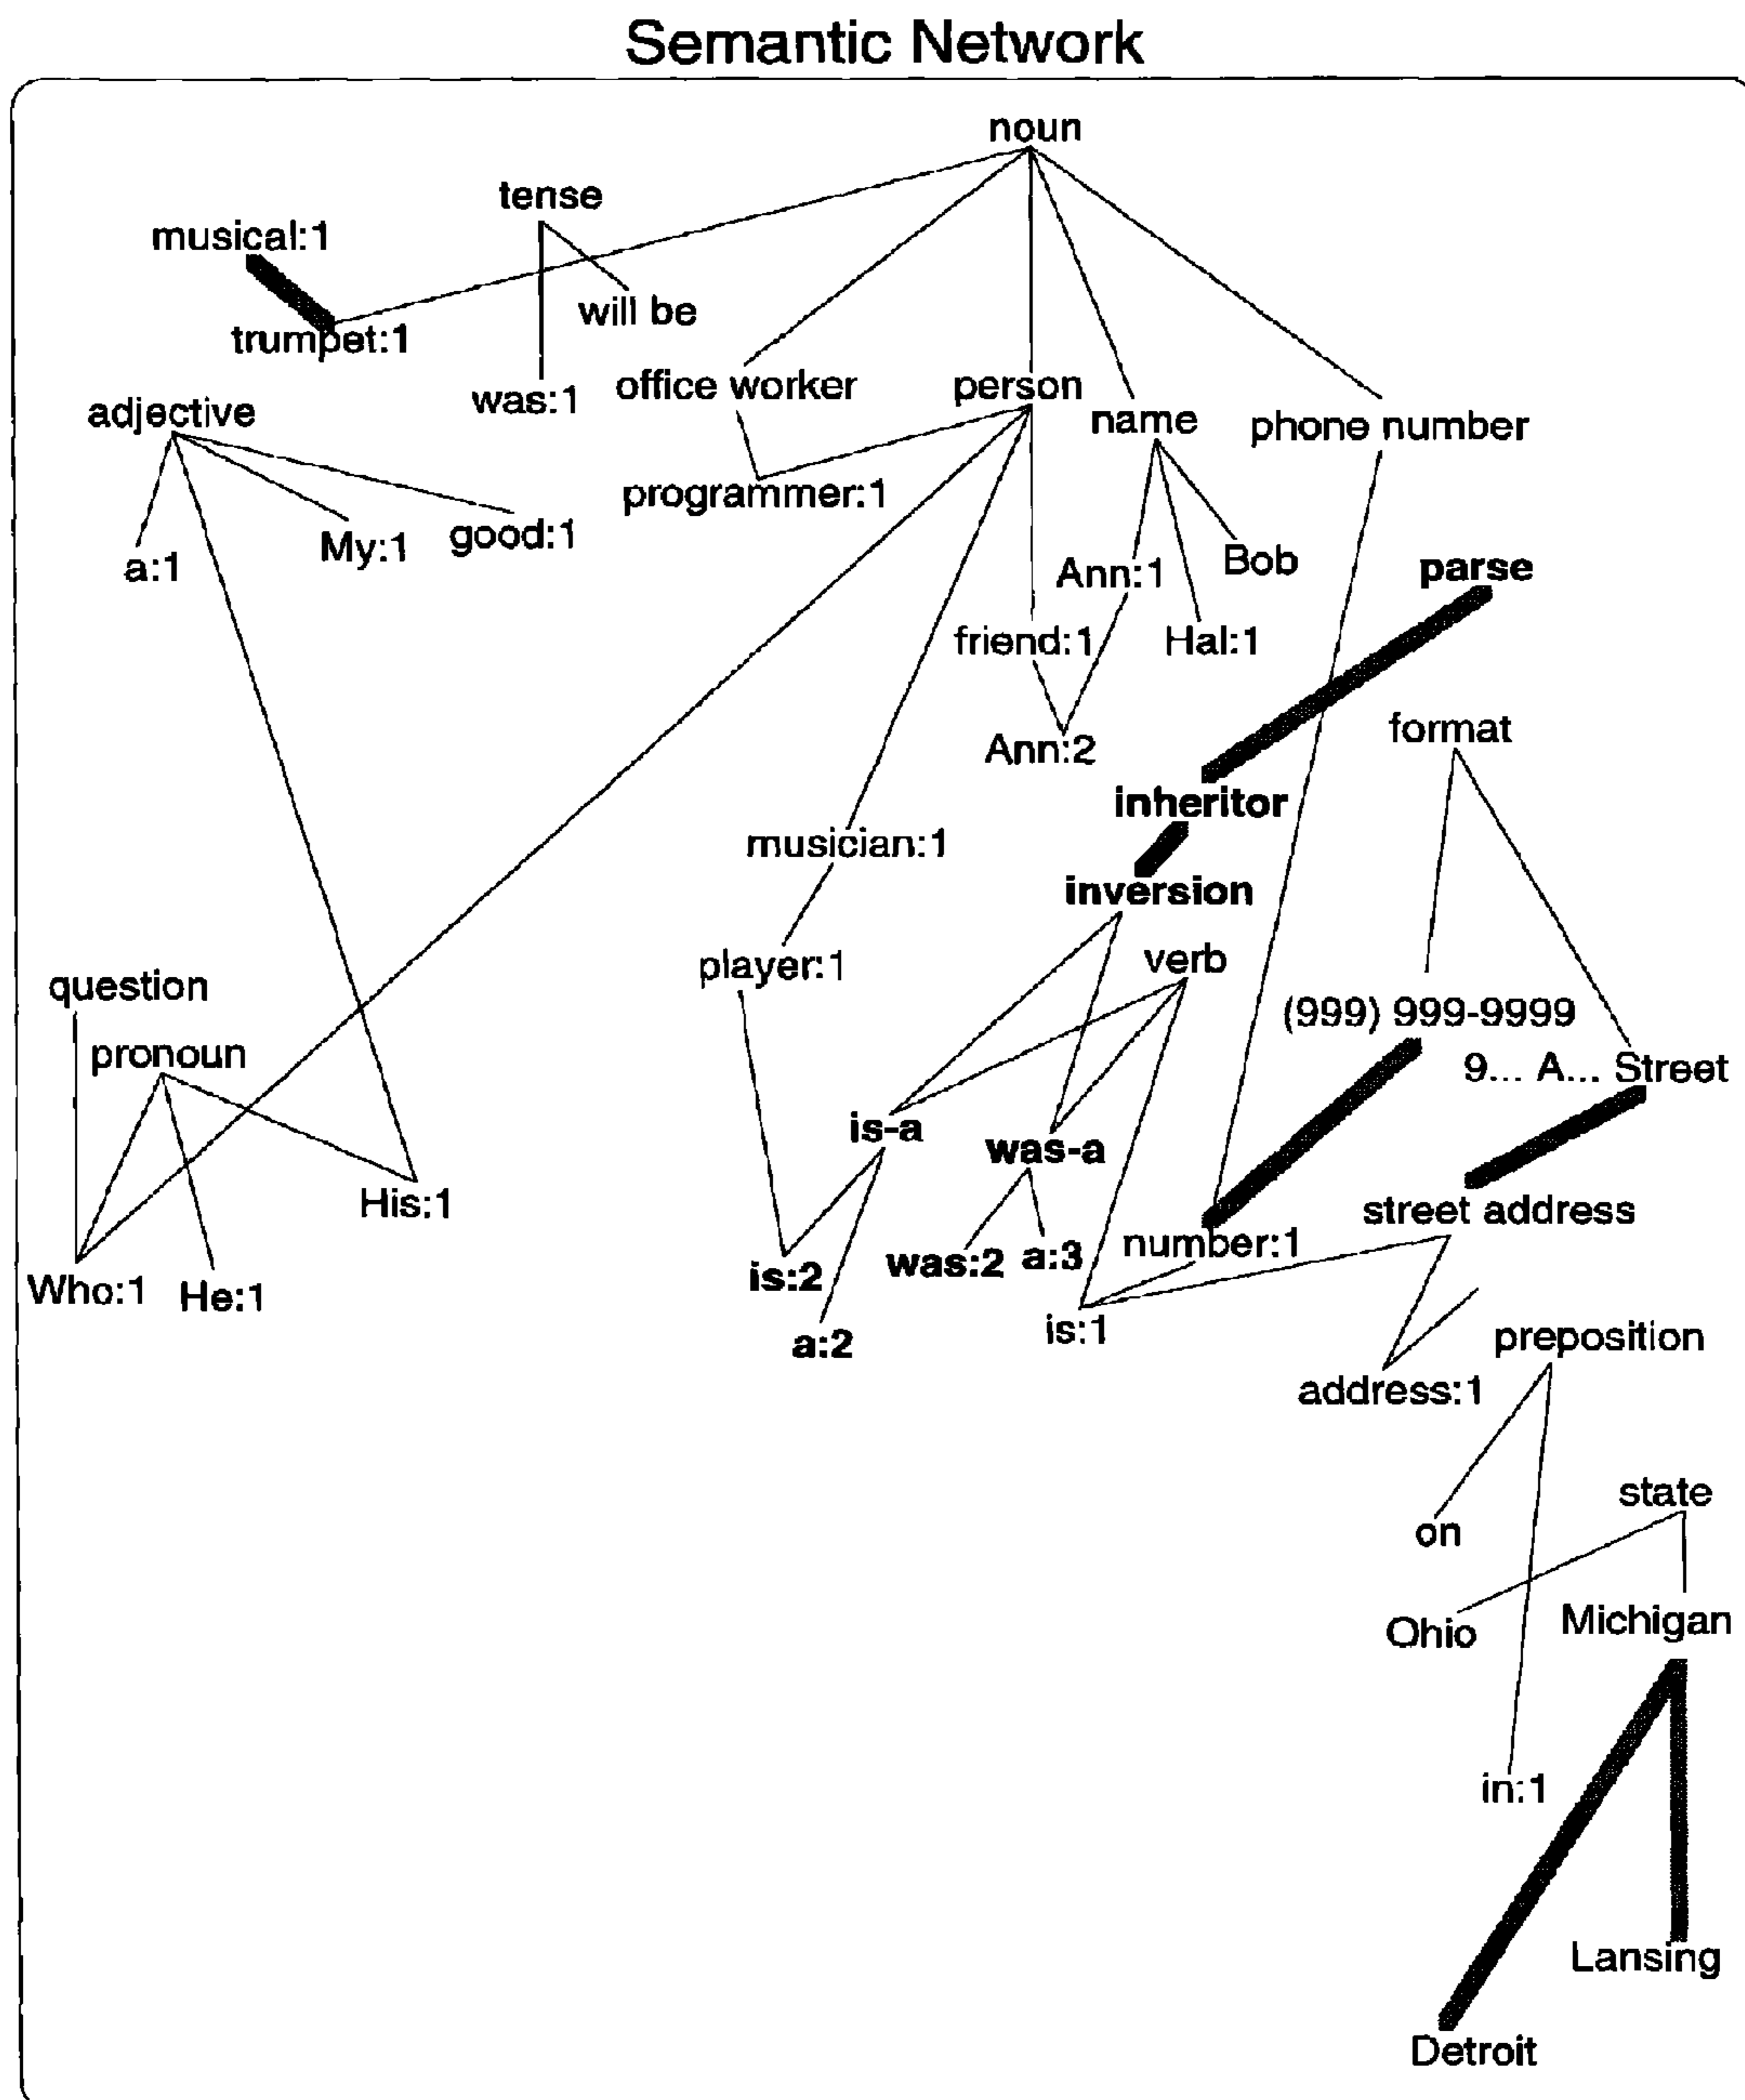 Semantic Network
noun
tense
musical:1
will be
trumpet:1
office worker
person
was:1
adjective
name
phone number
programmer:1
good:1
My:1
a:1
Bob
Ann:1
parse
friend:1
Hal:1
format
Ann:2
inheritor
musician:1
inversion
verb
player:1
question
(999) 999-9999
pronoun
9... A... Street
is-a
was-a
His:1
street address
number:1
was:2
a:3
is:2
Who:1
He:1
is:1
a:2
preposition
address:1
state
on
Michigan
Ohio
in:1
Lansing
Detroit